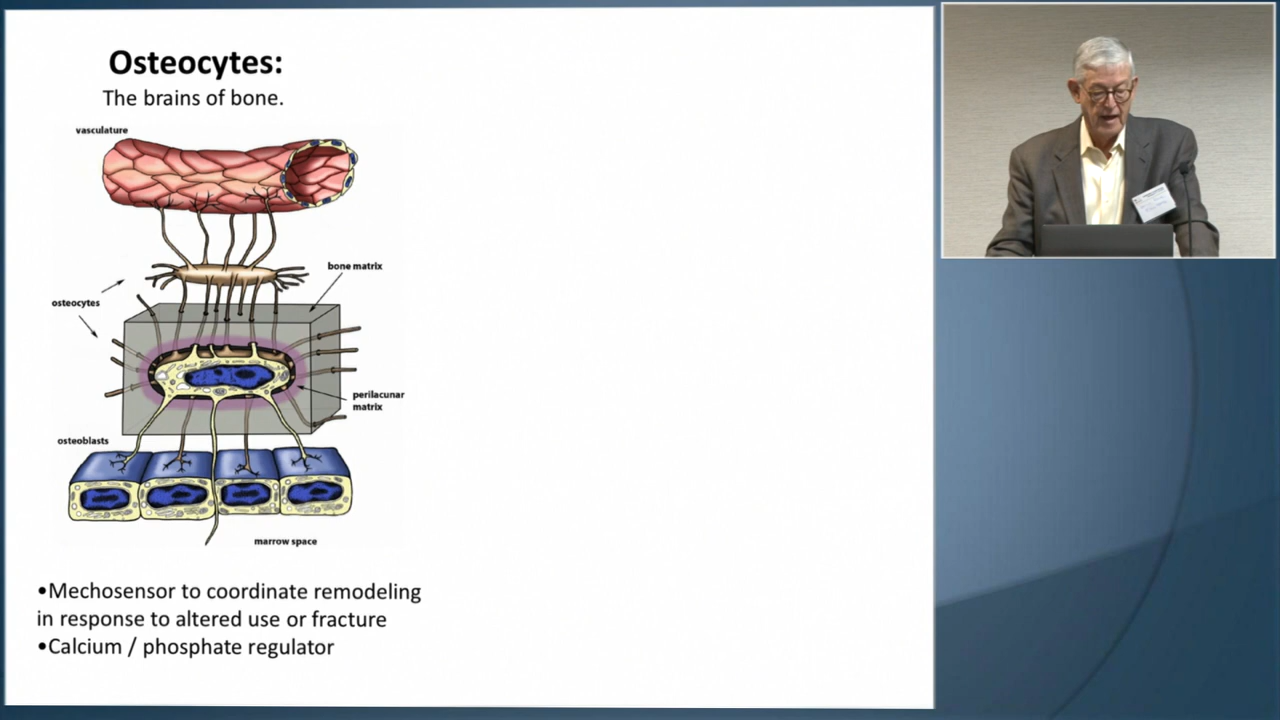 Osteocytes:
The brains of bone.
vasculature
bone matrix
osteocytes
perilacunar
matrix
osteoblasts
marrow space
•Mechosensor to coordinate remodeling
in response to altered use or fracture
•Calcium / phosphate regulator